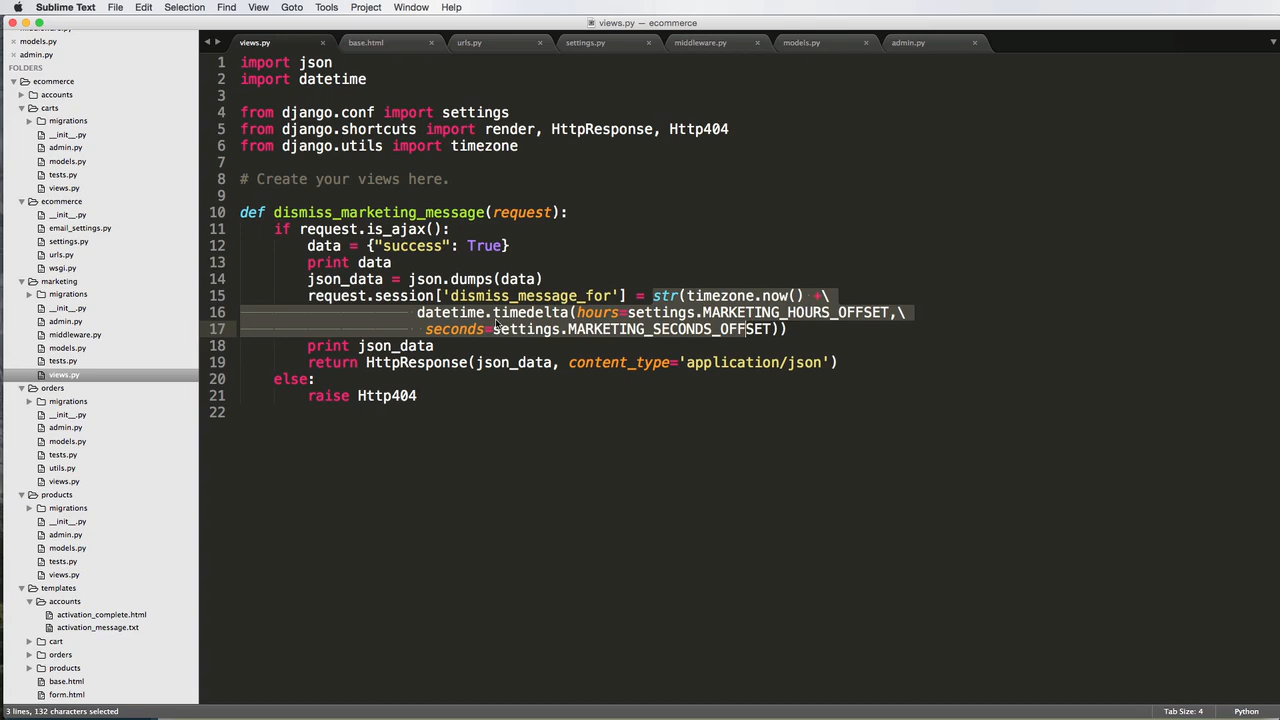 Sublime Text File Edit Selection Find View Goto Tools Project Window Help
views.py — ecommerce
models.py
admin.py
FOLDERS
ecommerce
accounts
carts
migrations
__init__.py
admin.py
models.py
tests.py
views.py
ecommerce
__init__.py
email_settings.py
settings.py
urls.py
wsgi.py
marketing
migrations
__init__.py
admin.py
middleware.py
models.py
tests.py
views.py
orders
migrations
__init__.py
admin.py
models.py
tests.py
utils.py
views.py
products
migrations
__init__.py
admin.py
models.py
tests.py
views.py
templates
accounts
activation_complete.html
activation_message.txt
cart
orders
products
base.html
form.html
views.py base.html urls.py settings.py middleware.py models.py admin.py
1 import json
2 import datetime
3
4 from django.conf import settings
5 from django.shortcuts import render, HttpResponse, Http404
6 from django.utils import timezone
7
8 # Create your views here.
9
10 def dismiss_marketing_message(request):
11 if request.is_ajax():
12 data = {"success": True}
13 print data
14 json_data = json.dumps(data)
15 request.session['dismiss_message_for'] = str(timezone.now() +\
16 datetime.timedelta(hours=settings.MARKETING_HOURS_OFFSET,\
17 seconds=settings.MARKETING_SECONDS_OFFSET))
18 print json_data
19 return HttpResponse(json_data, content_type='application/json')
20 else:
21 raise Http404
22
3 lines, 132 characters selected Tab Size: 4 Python